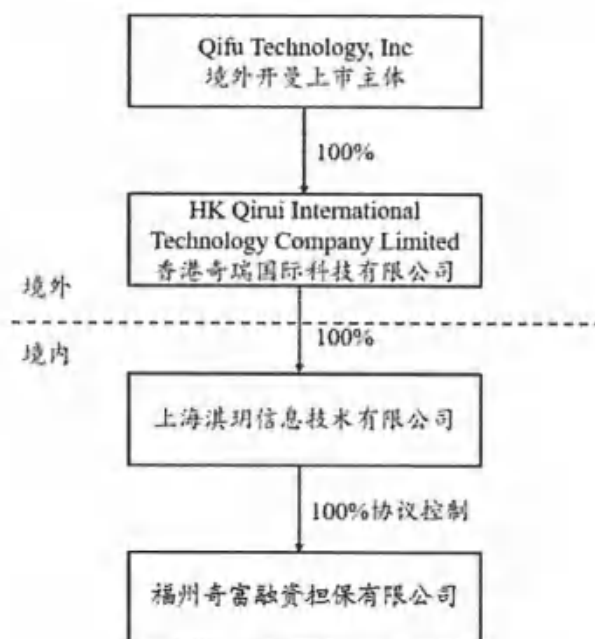 Qifu Technology, Inc
境外开曼上市主体
100%
HK Qirui International
Technology Company Limited
香港奇瑞国际科技有限公司
境外
100%
境内
上海淇玥信息技术有限公司
100%协议控制
福州奇富融资担保有限公司